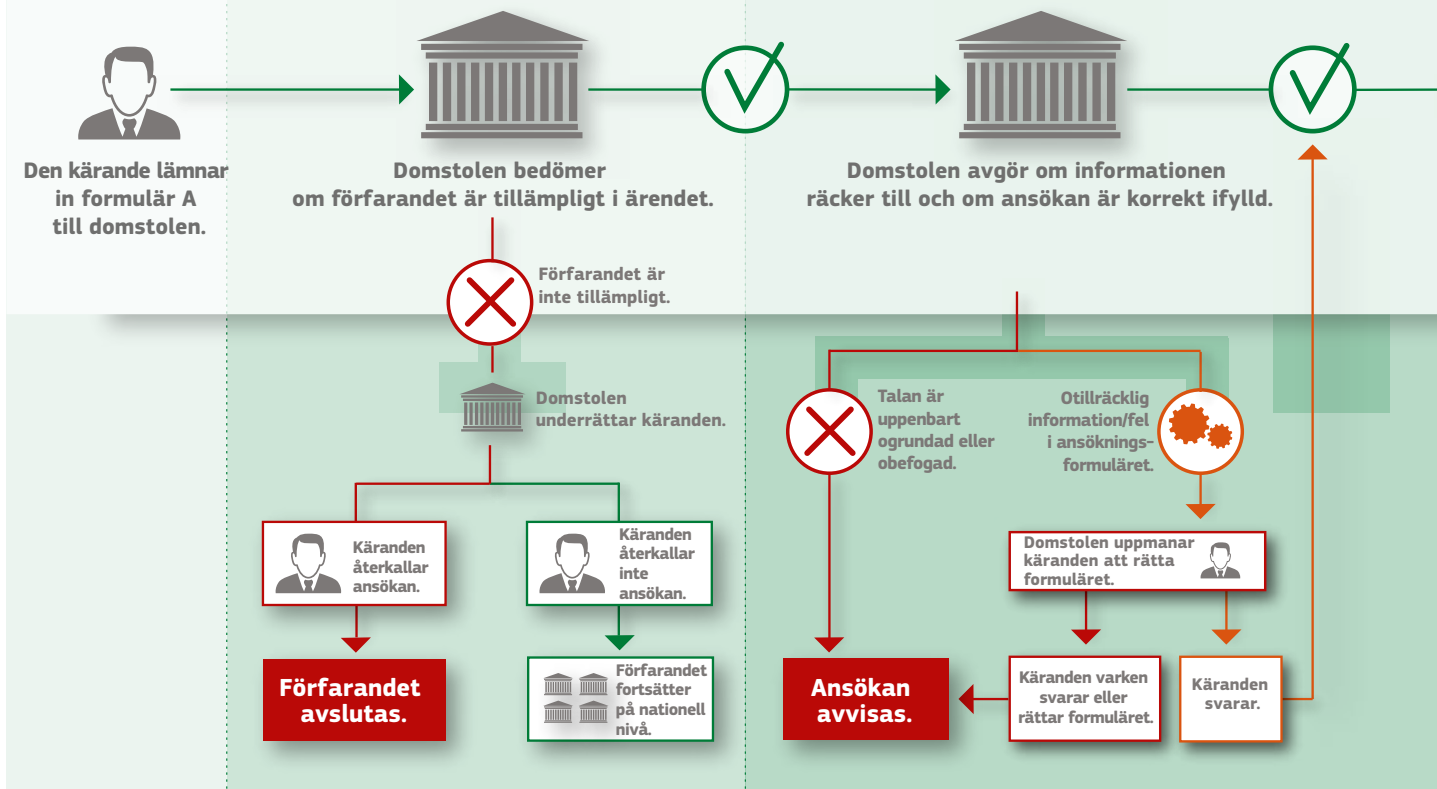 Den kärande lämnar
in formulär A
till domstolen.
Domstolen bedömer
om förfarandet är tillämpligt i ärendet.
Domstolen avgör om informationen
räcker till och om ansökan är korrekt ifylld.
Förfarandet är
inte tillämpligt.
Domstolen
underrättar käranden.
Käranden
återkallar
ansökan.
Käranden
återkallar
inte
ansökan.
Förfarandet
avslutas.
Förfarandet
fortsätter
på nationell
nivå.
Talan är
uppenbart
ogrundad eller
obefogad.
Otillräcklig
information/fel
i ansöknings-
formuläret.
Domstolen uppmanar
käranden att rätta
formuläret.
Ansökan
avvisas.
Käranden varken
svarar eller
rättar formuläret.
Käranden
svarar.